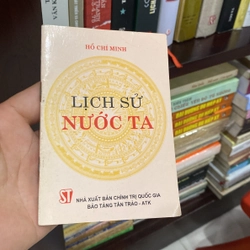 HỒ CHÍ MINH
LỊCH SỬ
NƯỚC TA
ST
NHÀ XUẤT BẢN CHÍNH TRỊ QUỐC GIA
BẢO TÀNG TÂN TRÀO - ATK